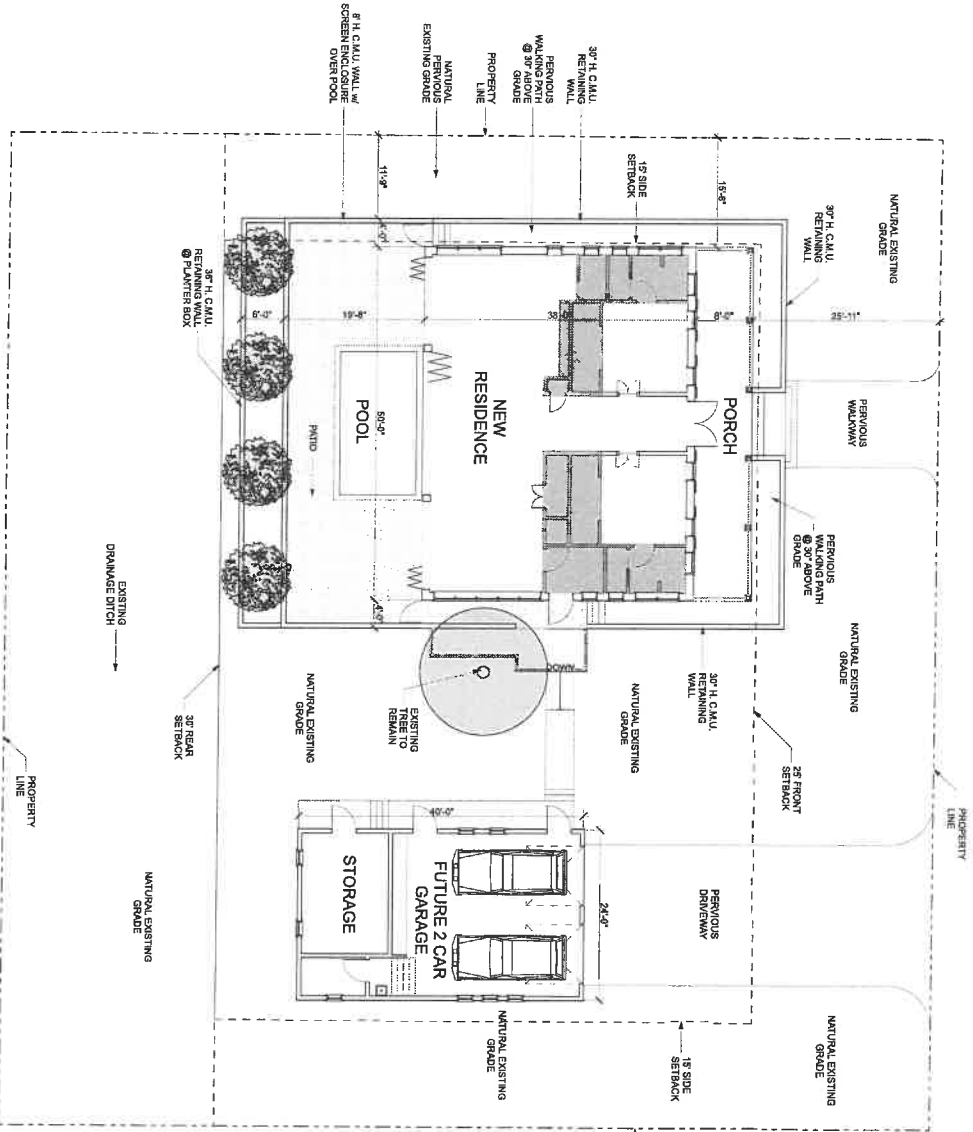 8' H. C.M.U. WALL w/
SCREEN ENCLOSURE
OVER POOL
NATURAL
PERVIOUS
EXISTING GRADE
PROPERTY
LINE
PERVIOUS
WALKING PATH
@ 30" ABOVE
GRADE
30" H. C.M.U.
RETAINING
WALL
11'-9"
15'-6"
15' SIDE
SETBACK
30" H. C.M.U.
RETAINING
WALL
NATURAL EXISTING
GRADE
36" H. C.M.U.
RETAINING WALL
@ PLANTER BOX
6'-0"
19'-8"
38'-0"
8'-0"
25'-11"
4'-0"
NEW
RESIDENCE
PORCH
PERVIOUS
WALKWAY
POOL
50'-0"
PATIO
4'-0"
PERVIOUS
WALKING PATH
@ 30" ABOVE
GRADE
EXISTING
DRAINAGE DITCH
30' REAR
SETBACK
NATURAL EXISTING
GRADE
EXISTING
TREE TO
REMAIN
DOWN
NATURAL EXISTING
GRADE
30" H. C.M.U.
RETAINING
WALL
NATURAL EXISTING
GRADE
25' FRONT
SETBACK
PROPERTY
LINE
PROPERTY
LINE
40'-0"
24'-0"
STORAGE
FUTURE 2 CAR
GARAGE
PERVIOUS
DRIVEWAY
NATURAL EXISTING
GRADE
NATURAL EXISTING
GRADE
15' SIDE
SETBACK
NATURAL EXISTING
GRADE